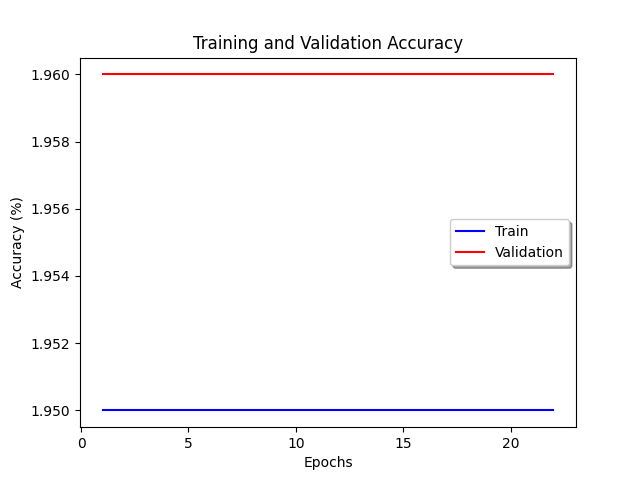 Training and Validation Accuracy
1.960
1.958
1.956
1.954
1.952
1.950
Accuracy (%)
Train
Validation
0 5 10 15 20
Epochs